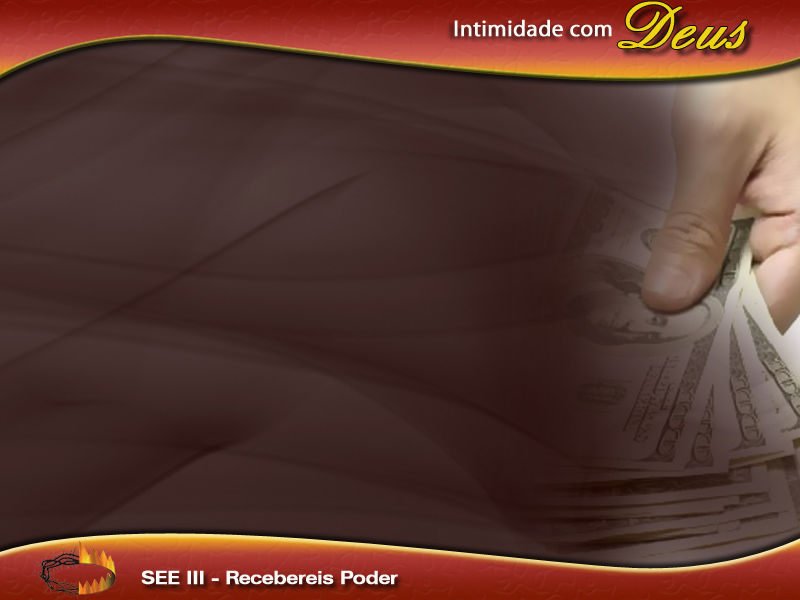 Intimidade com Deus
SEE III - Recebereis Poder